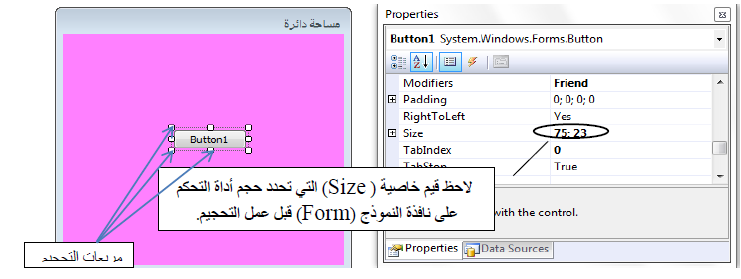 مساحة دائرة
Button1
مربعات التحجيم
Properties
Button1 System.Windows.Forms.Button
Modifiers Friend
Padding 0; 0; 0; 0
RightToLeft Yes
Size 75; 23
TabIndex 0
TabStop True
لاحظ قيم خاصية ( Size) التي تحدد حجم أداة التحكم
على نافذة النموذج (Form) قبل عمل التحجيم.
with the control.
Properties Data Sources